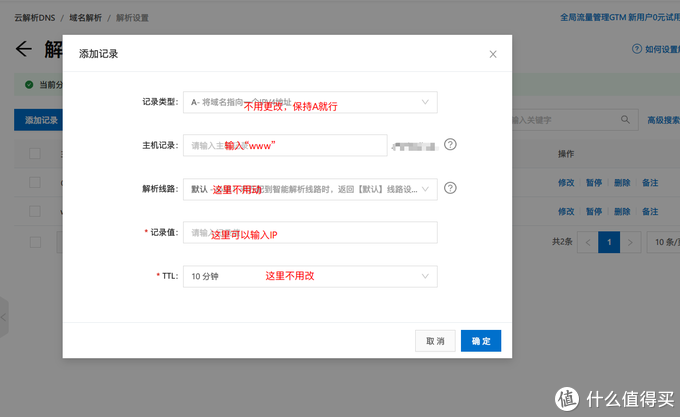 云解析DNS / 域名解析 / 解析设置
全局流量管理GTM 新用户0元试用
← 解
如何设置
添加记录
×
当前分
记录类型:
A- 将域名指向一个IPV4地址
不用更改，保持A就行
添加记录
输入关键字
高级搜索
主机记录:
请输入主
输入“www”
?
操作
解析线路:
默认 -
到智能解析线路时，返回【默认】线路设...
这里不用动
?
修改 暂停 删除 备注
修改 暂停 删除 备注
* 记录值:
请输
这里可以输入IP
共2条 < 1 > 10 条/
* TTL:
10 分钟
这里不用改
取 消
确 定
值 什么值得买